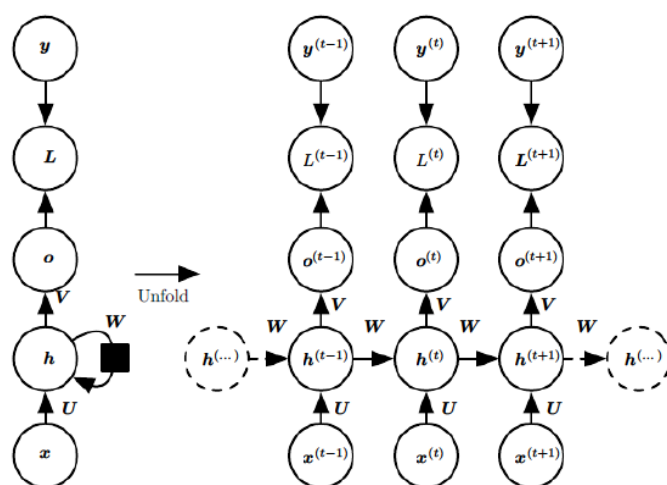 y y^(t−1) y^(t) y^(t+1)
L L^(t−1) L^(t) L^(t+1)
o o^(t−1) o^(t) o^(t+1)
Unfold
V V V V
W W W W W
h h^(...) h^(t−1) h^(t) h^(t+1) h^(...)
U U U U
x x^(t−1) x^(t) x^(t+1)